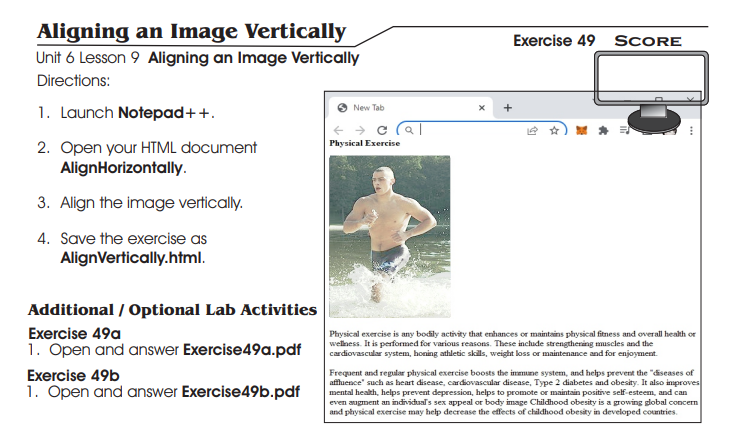 Aligning an Image Vertically
Exercise 49 SCORE
Unit 6 Lesson 9 Aligning an Image Vertically
Directions:
1. Launch Notepad++.
2. Open your HTML document
AlignHorizontally.
3. Align the image vertically.
4. Save the exercise as
AlignVertically.html.
Additional / Optional Lab Activities
Exercise 49a
1. Open and answer Exercise49a.pdf
Exercise 49b
1. Open and answer Exercise49b.pdf
New Tab
Physical Exercise
Physical exercise is any bodily activity that enhances or maintains physical fitness and overall health or
wellness. It is performed for various reasons. These include strengthening muscles and the
cardiovascular system, honing athletic skills, weight loss or maintenance and for enjoyment.
Frequent and regular physical exercise boosts the immune system, and helps prevent the "diseases of
affluence" such as heart disease, cardiovascular disease, Type 2 diabetes and obesity. It also improves
mental health, helps prevent depression, helps to promote or maintain positive self-esteem, and can
even augment an individual's sex appeal or body image Childhood obesity is a growing global concern
and physical exercise may help decrease the effects of childhood obesity in developed countries.